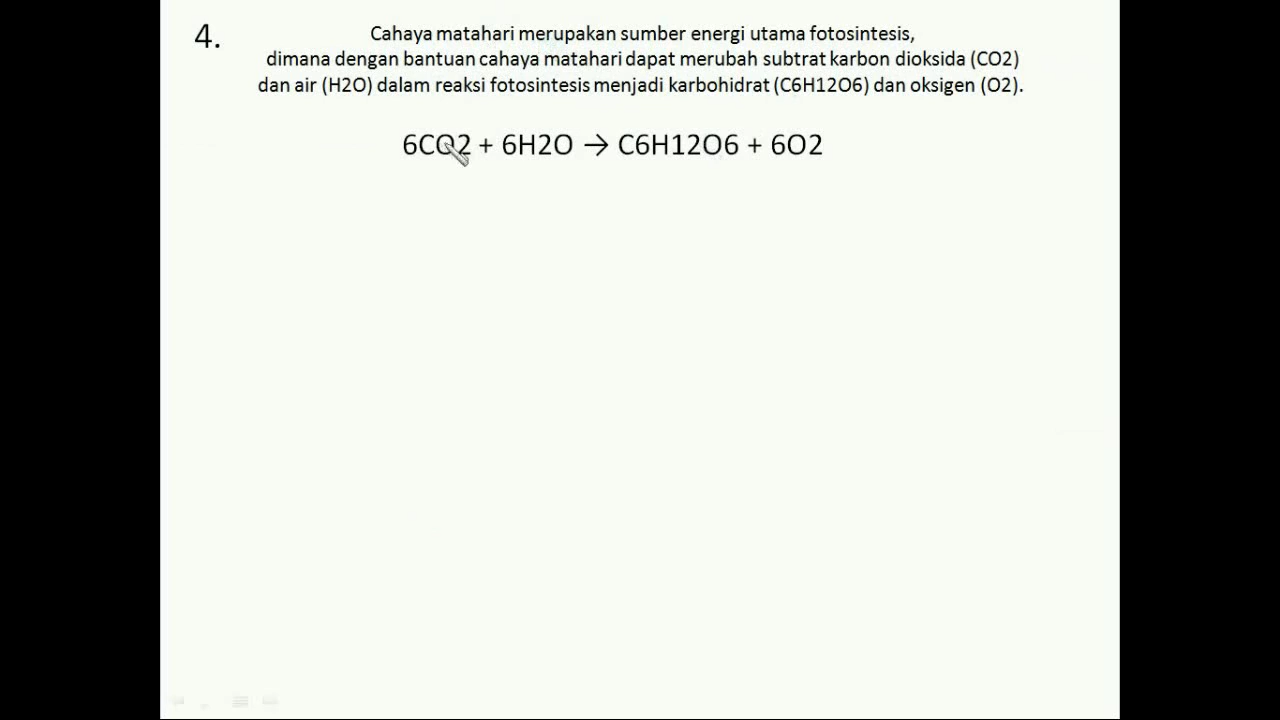 4.
Cahaya matahari merupakan sumber energi utama fotosintesis,
dimana dengan bantuan cahaya matahari dapat merubah subtrat karbon dioksida (CO2)
dan air (H2O) dalam reaksi fotosintesis menjadi karbohidrat (C6H12O6) dan oksigen (O2).
6CO2 + 6H2O → C6H12O6 + 6O2